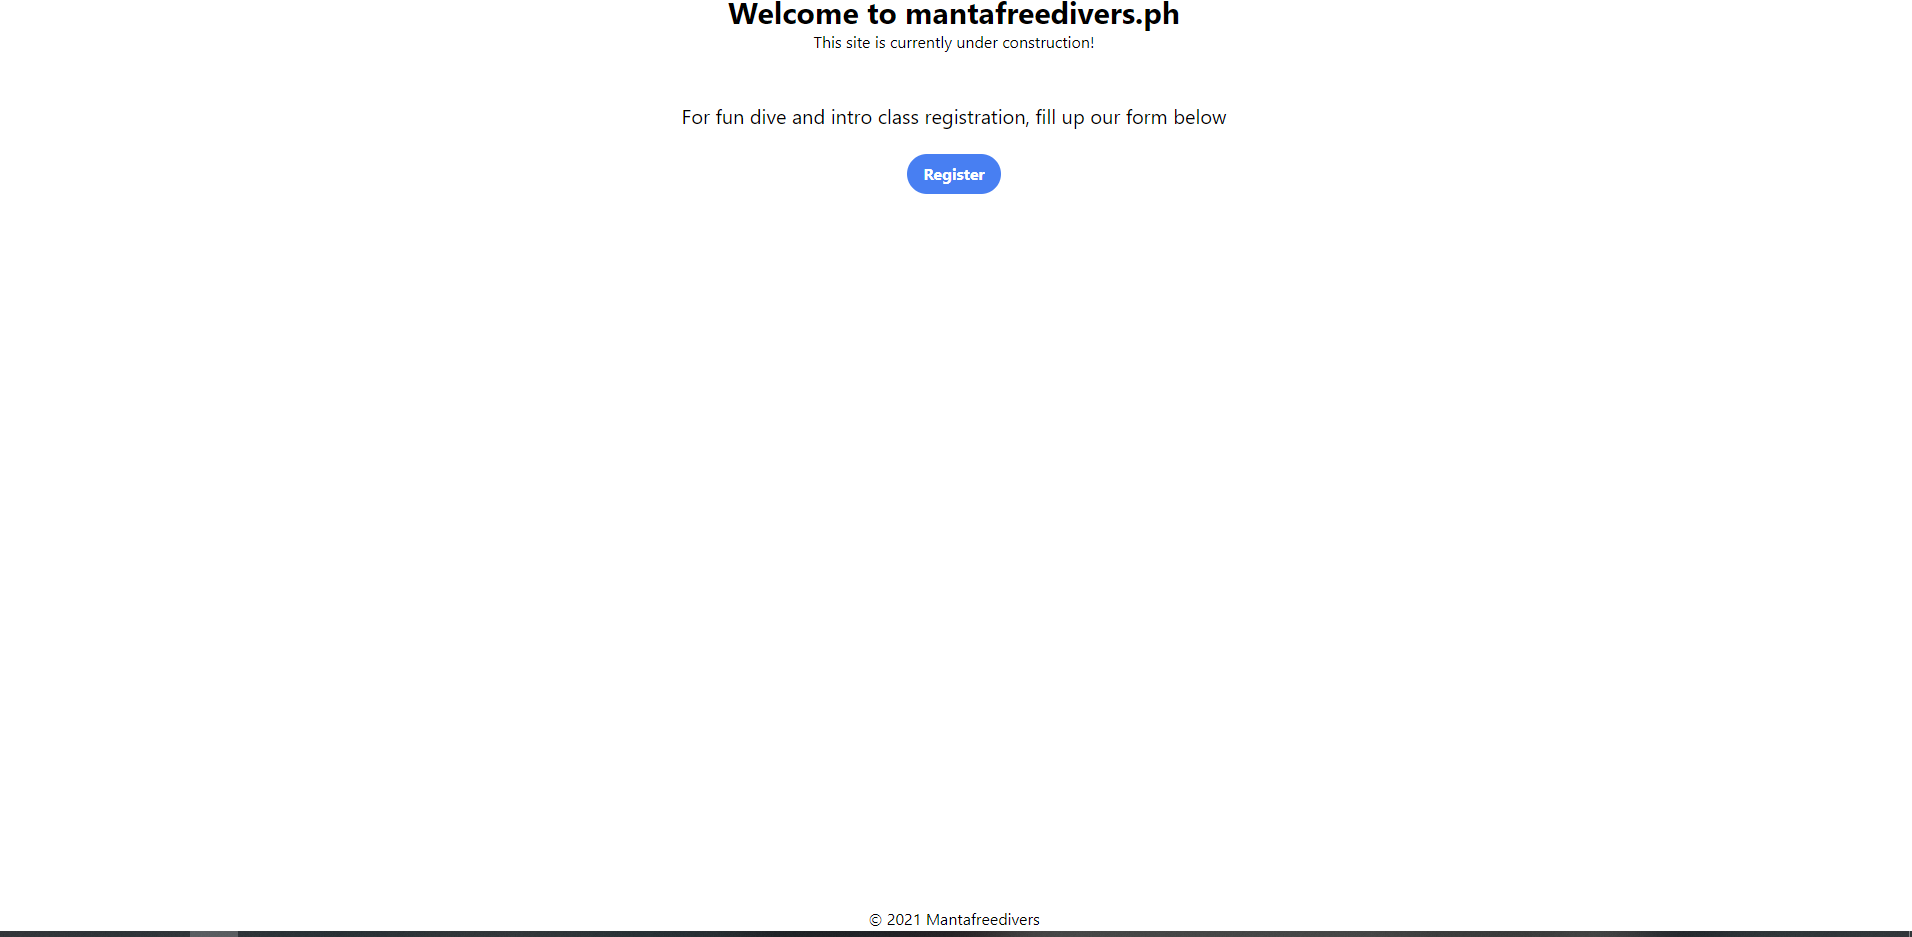 Welcome to mantafreedivers.ph
This site is currently under construction!
For fun dive and intro class registration, fill up our form below
Register
© 2021 Mantafreedivers